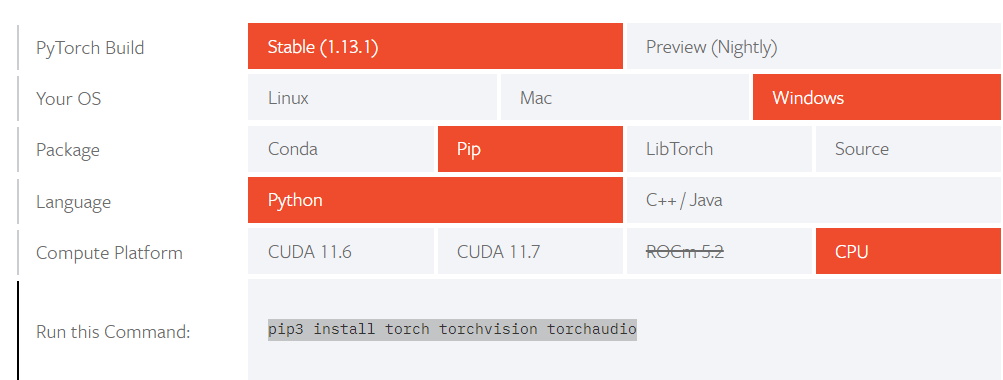 PyTorch Build Stable (1.13.1) Preview (Nightly)
Your OS Linux Mac Windows
Package Conda Pip LibTorch Source
Language Python C++ / Java
Compute Platform CUDA 11.6 CUDA 11.7 ROCm 5.2 CPU
Run this Command: pip3 install torch torchvision torchaudio